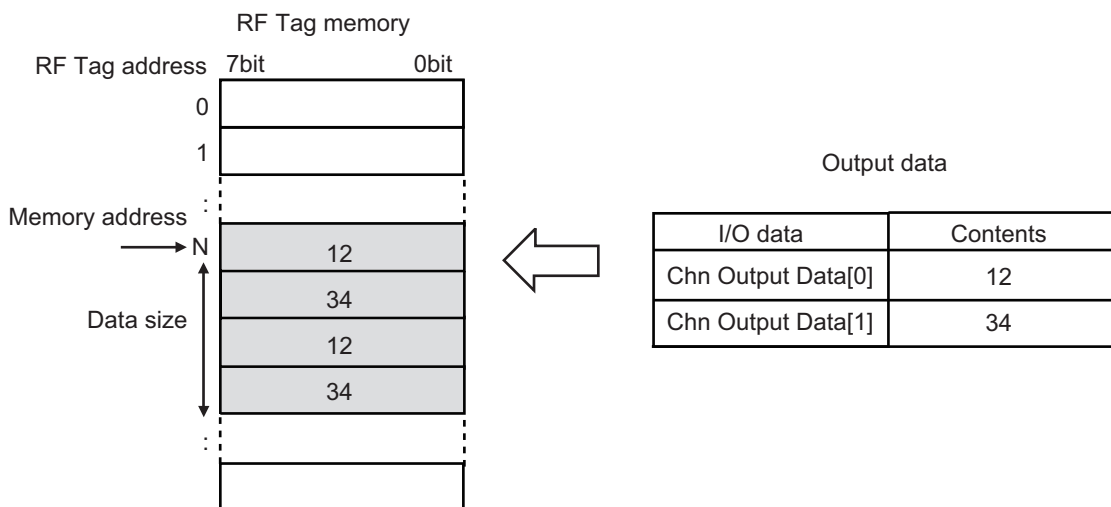 RF Tag memory
RF Tag address 7bit 0bit
0
1
:
Memory address
N 12
34
Data size
12
34
:
Output data
I/O data Contents
Chn Output Data[0] 12
Chn Output Data[1] 34